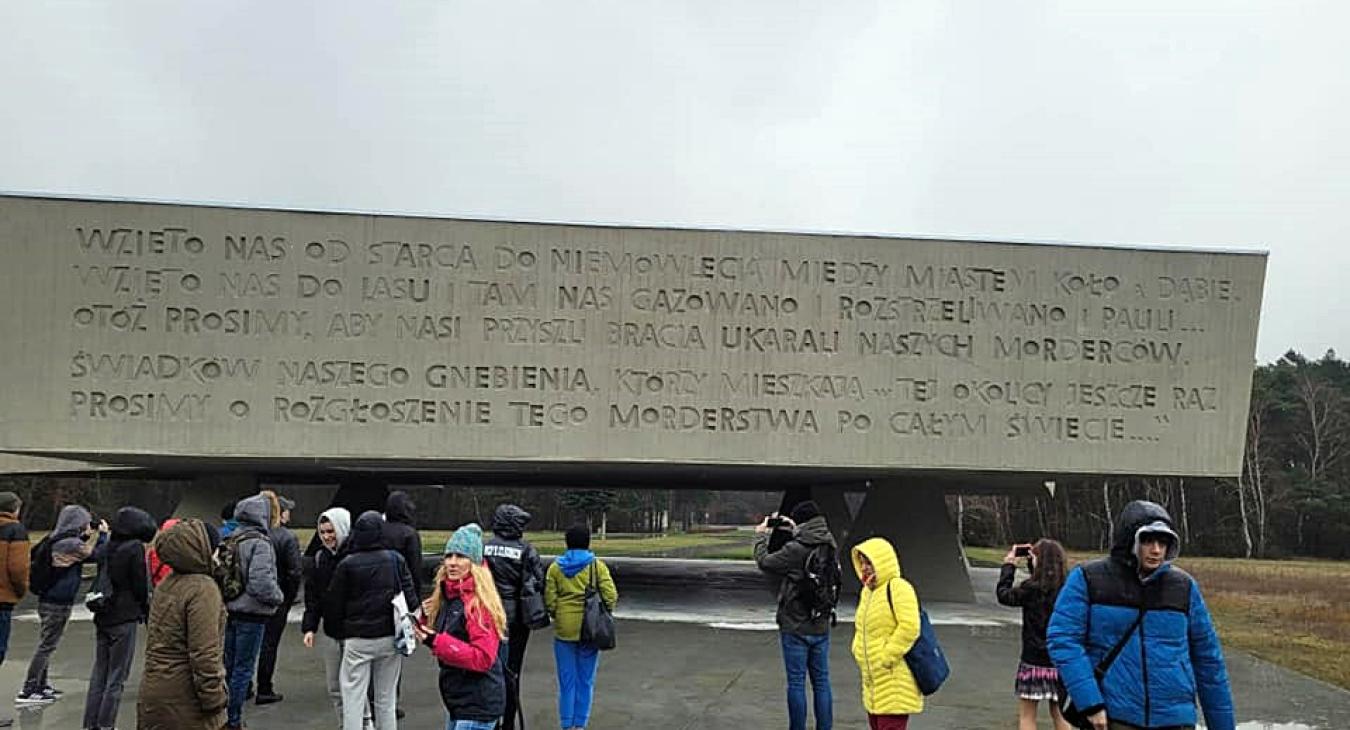 WZIĘTO NAS OD STARCA DO NIEMOWLĘCIA MIĘDZY MIASTEM KOŁO A DĄBIE.
WZIĘTO NAS DO LASU I TAM NAS GAZOWANO I ROZSTRZELIWANO I PALILI...
OTÓŻ PROSIMY, ABY NASI PRZYSZLI BRACIA UKARALI NASZYCH MORDERCÓW.
ŚWIADKÓW NASZEGO GNĘBIENIA, KTÓRZY MIESZKAJĄ W TEJ OKOLICY JESZCZE RAZ
PROSIMY O ROZGŁOSZENIE TEGO MORDERSTWA PO CAŁYM ŚWIECIE...."